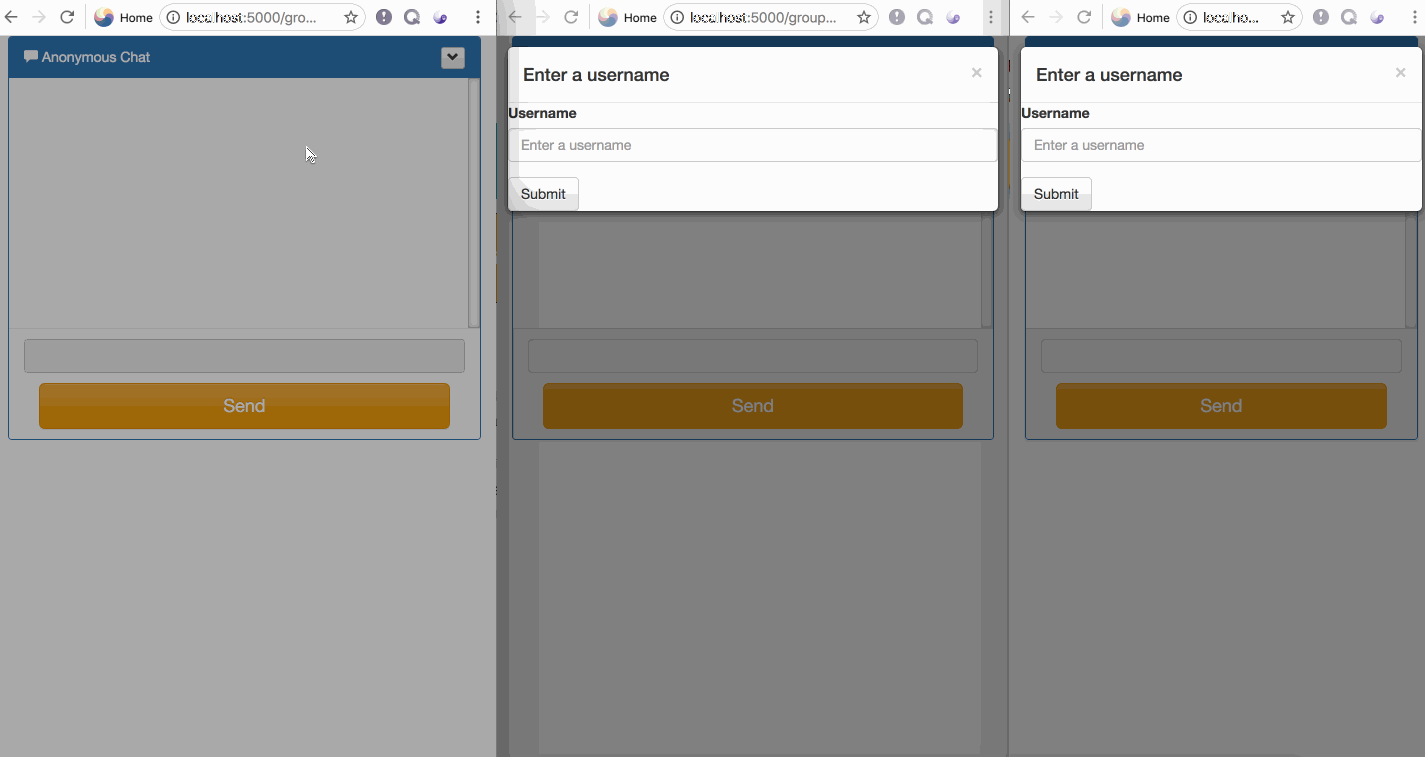 Home
localhost:5000/gro...
Anonymous Chat
Send
Home
localhost:5000/group...
Enter a username
×
Username
Enter a username
Submit
Send
Home
localho...
Enter a username
×
Username
Enter a username
Submit
Send